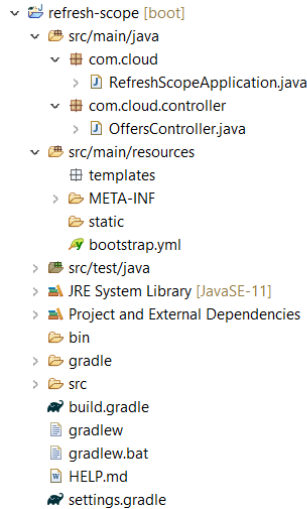 refresh-scope [boot]
src/main/java
com.cloud
RefreshScopeApplication.java
com.cloud.controller
OffersController.java
src/main/resources
templates
META-INF
static
bootstrap.yml
src/test/java
JRE System Library [JavaSE-11]
Project and External Dependencies
bin
gradle
src
build.gradle
gradlew
gradlew.bat
HELP.md
settings.gradle